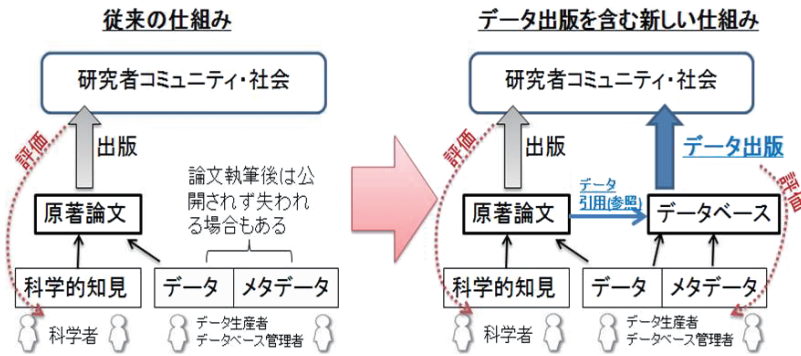 従来の仕組み
研究者コミュニティ・社会
評価
出版
論文執筆後は公
開されず失われ
る場合もある
原著論文
科学的知見
データ
メタデータ
科学者
データ生産者
データベース管理者
データ出版を含む新しい仕組み
研究者コミュニティ・社会
評価
出版
データ出版
評価
原著論文
データ
引用(参照)
データベース
科学的知見
データ
メタデータ
科学者
データ生産者
データベース管理者